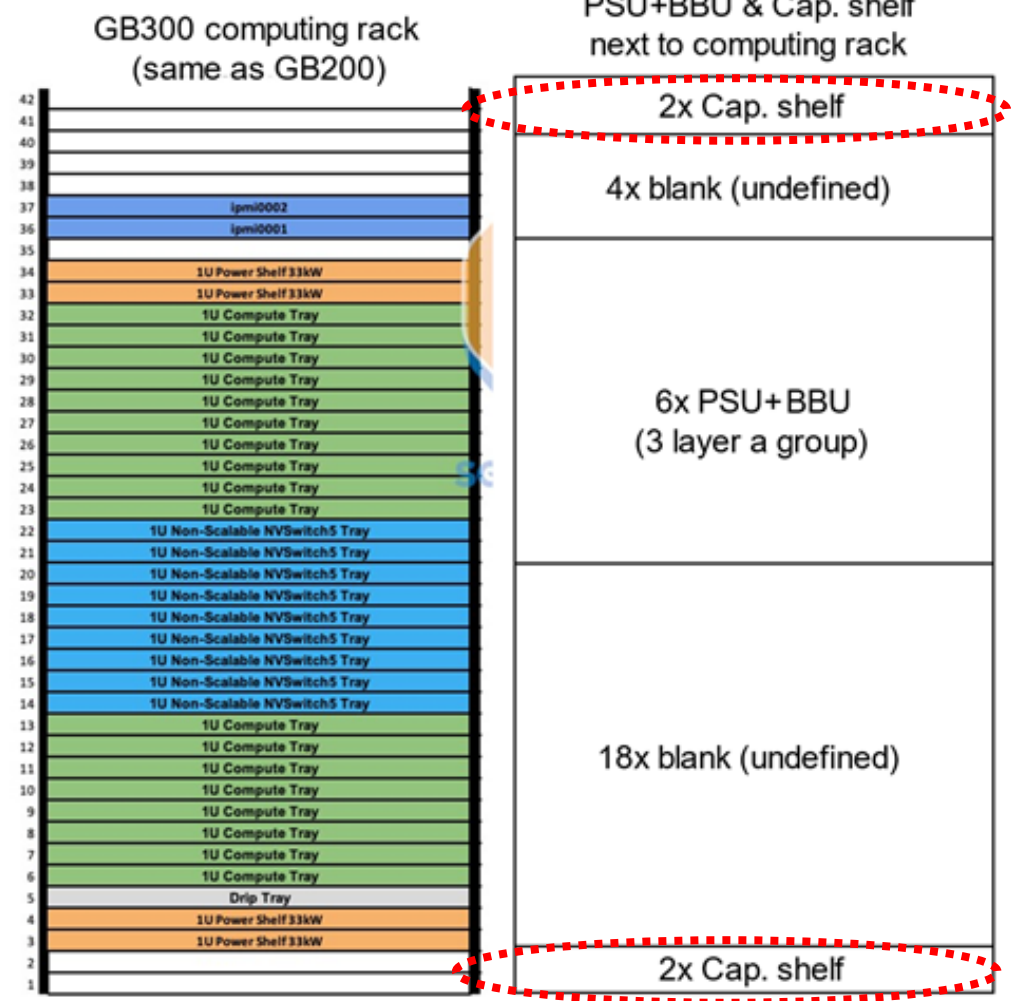 GB300 computing rack
(same as GB200)
42
41
40
39
38
37 ipmi0002
36 ipmi0001
35
34 1U Power Shelf 33kW
33 1U Power Shelf 33kW
32 1U Compute Tray
31 1U Compute Tray
30 1U Compute Tray
29 1U Compute Tray
28 1U Compute Tray
27 1U Compute Tray
26 1U Compute Tray
25 1U Compute Tray
24 1U Compute Tray
23 1U Compute Tray
22 1U Non-Scalable NVSwitch5 Tray
21 1U Non-Scalable NVSwitch5 Tray
20 1U Non-Scalable NVSwitch5 Tray
19 1U Non-Scalable NVSwitch5 Tray
18 1U Non-Scalable NVSwitch5 Tray
17 1U Non-Scalable NVSwitch5 Tray
16 1U Non-Scalable NVSwitch5 Tray
15 1U Non-Scalable NVSwitch5 Tray
14 1U Non-Scalable NVSwitch5 Tray
13 1U Compute Tray
12 1U Compute Tray
11 1U Compute Tray
10 1U Compute Tray
9 1U Compute Tray
8 1U Compute Tray
7 1U Compute Tray
6 1U Compute Tray
5 Drip Tray
4 1U Power Shelf 33kW
3 1U Power Shelf 33kW
2
1
PSU+BBU & Cap. shelf
next to computing rack
2x Cap. shelf
4x blank (undefined)
6x PSU+BBU
(3 layer a group)
18x blank (undefined)
2x Cap. shelf